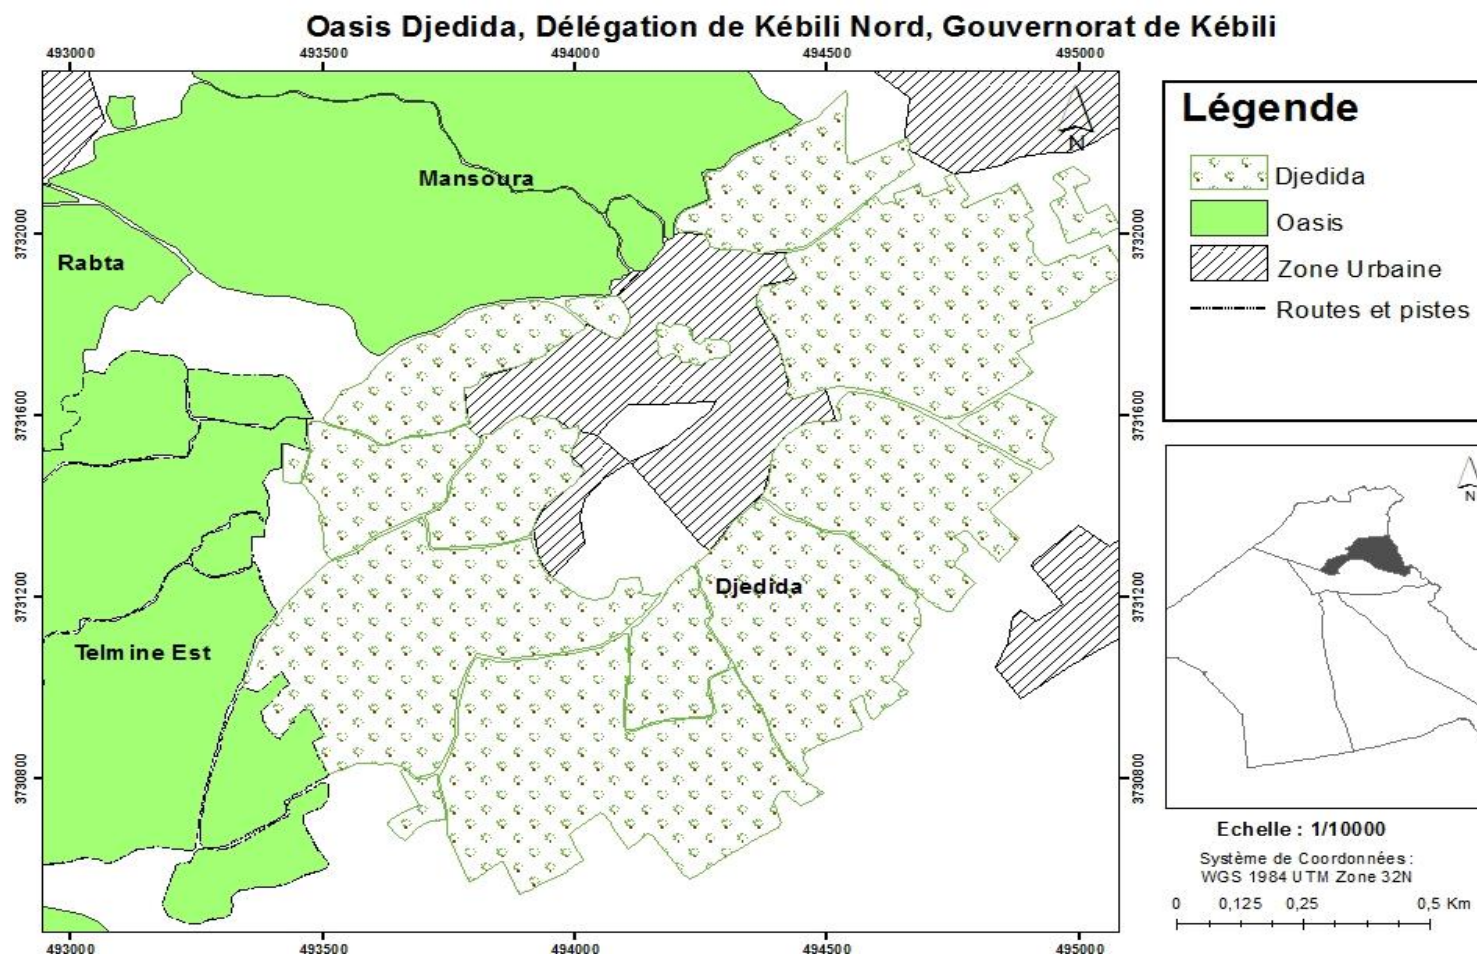 Oasis Djedida, Délégation de Kébili Nord, Gouvernorat de Kébili
493000 493500 494000 494500 495000
Légende
N
Mansoura
Djedida
3732000 3732000
Oasis
Rabta
Zone Urbaine
Routes et pistes
3731600 3731600
N
3731200 3731200
Djedida
Telmine Est
3730800 3730800
Echelle : 1/10000
Système de Coordonnées :
WGS 1984 UTM Zone 32N
0 0,125 0,25 0,5 Km
493000 493500 494000 494500 495000